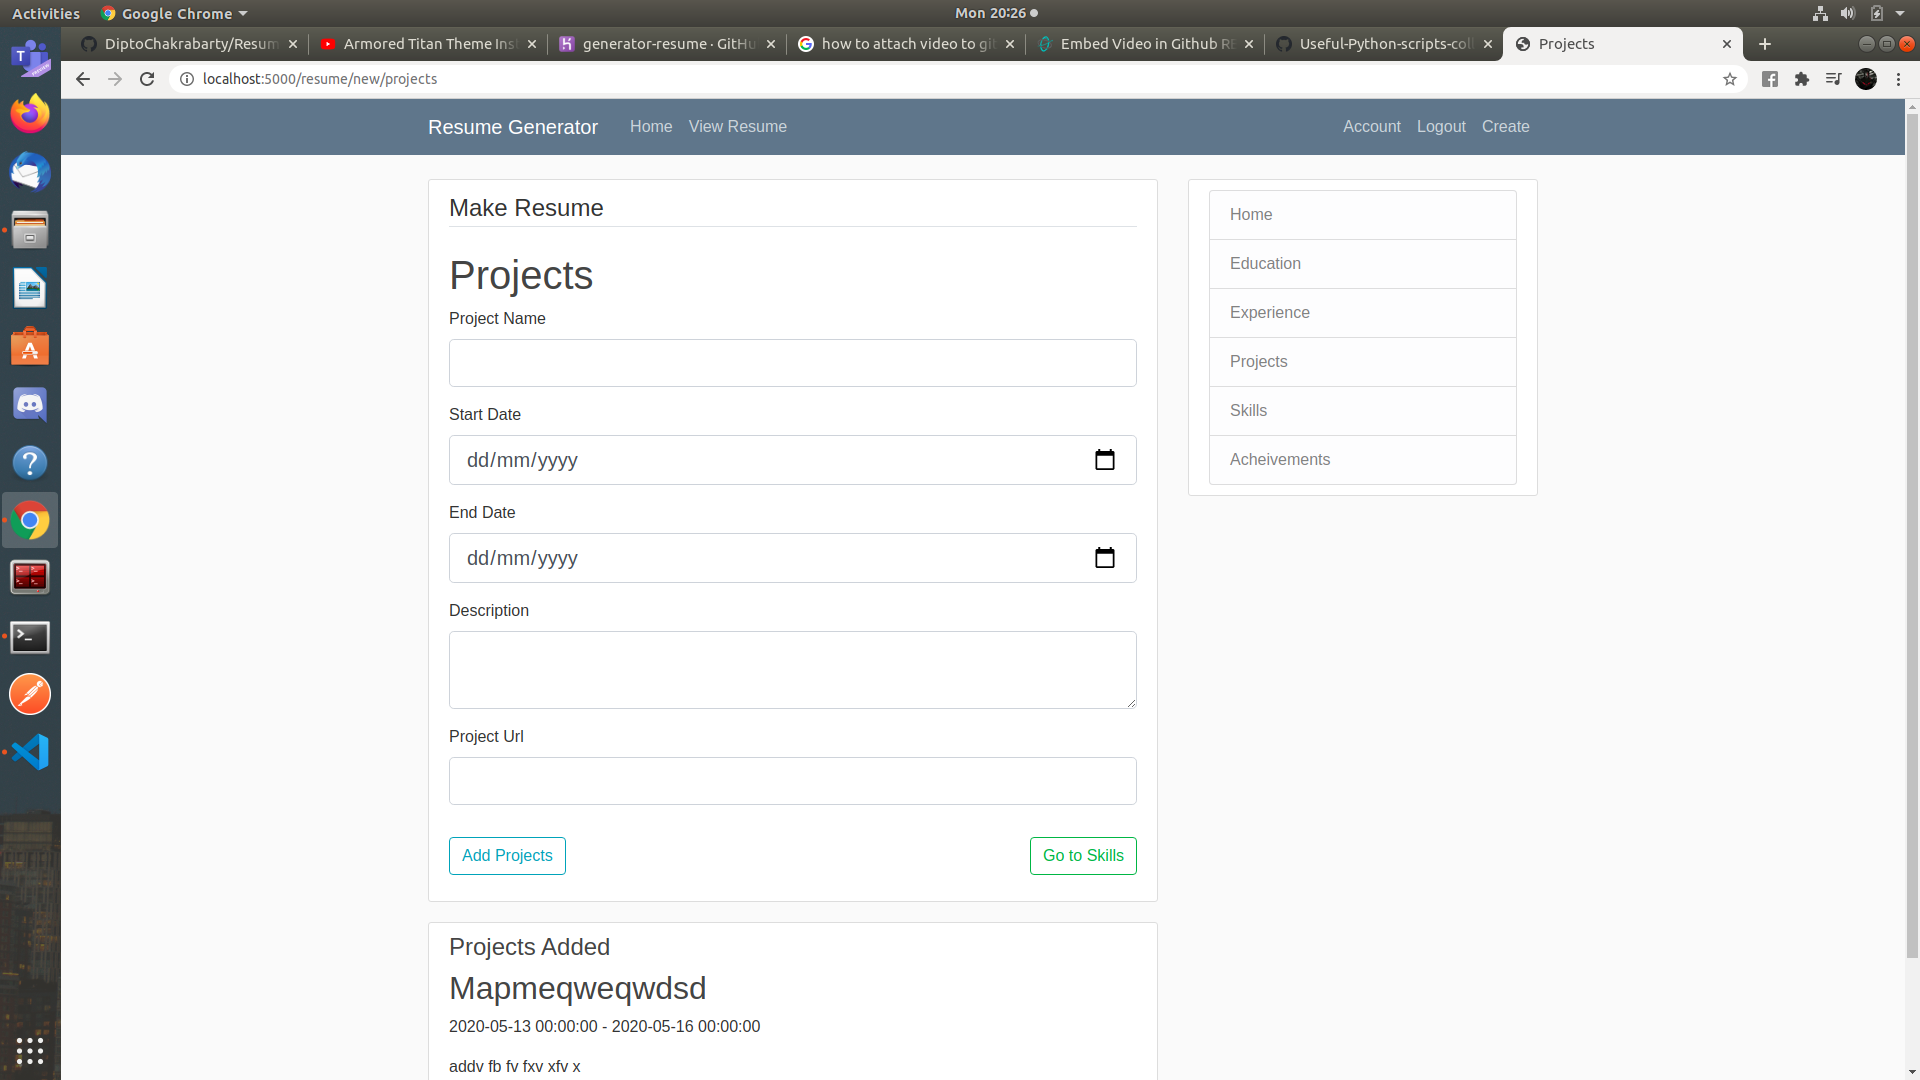 Activities Google Chrome Mon 20:26
DiptoChakrabarty/Resum Armored Titan Theme Ins generator-resume · GitHu how to attach video to gi Embed Video in Github RE Useful-Python-scripts-coll Projects
localhost:5000/resume/new/projects
Resume Generator Home View Resume Account Logout Create
Make Resume
Projects
Project Name
Start Date
dd/mm/yyyy
End Date
dd/mm/yyyy
Description
Project Url
Add Projects Go to Skills
Projects Added
Mapmeqweqwdsd
2020-05-13 00:00:00 - 2020-05-16 00:00:00
addv fb fv fxv xfv x
Home
Education
Experience
Projects
Skills
Acheivements